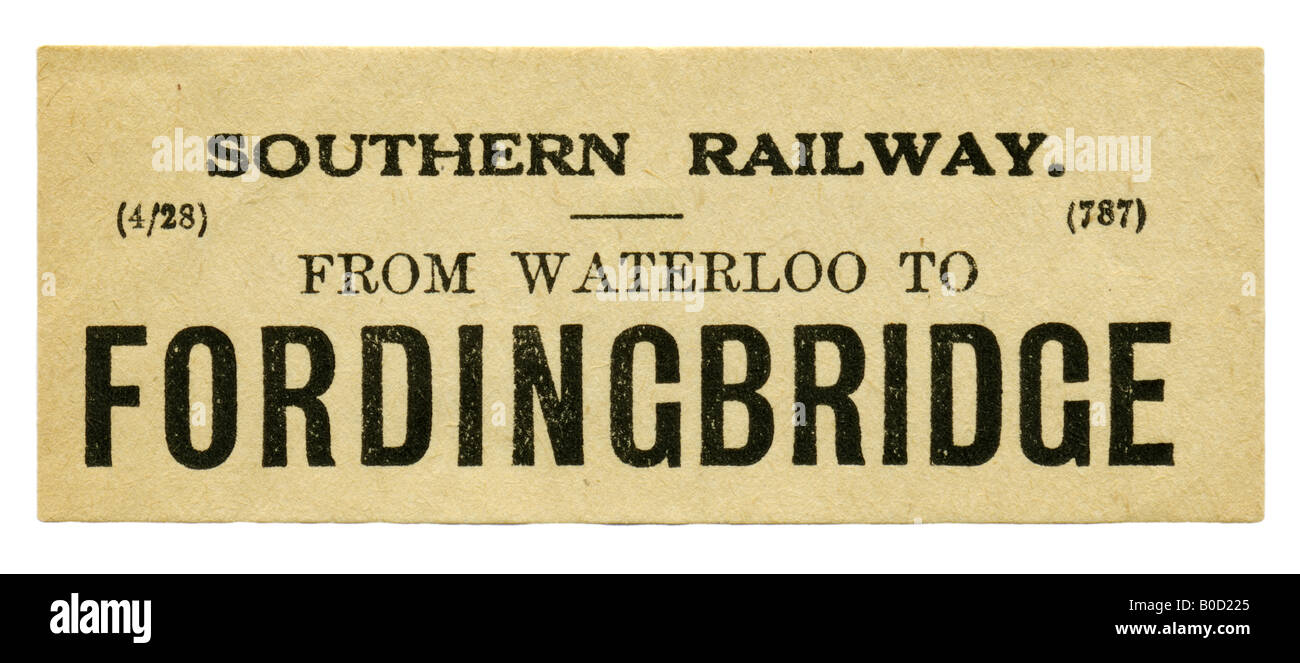 SOUTHERN RAILWAY.
(4/28) (787)
FROM WATERLOO TO
FORDINGBRIDGE
alamy
Image ID: B0D225
www.alamy.com